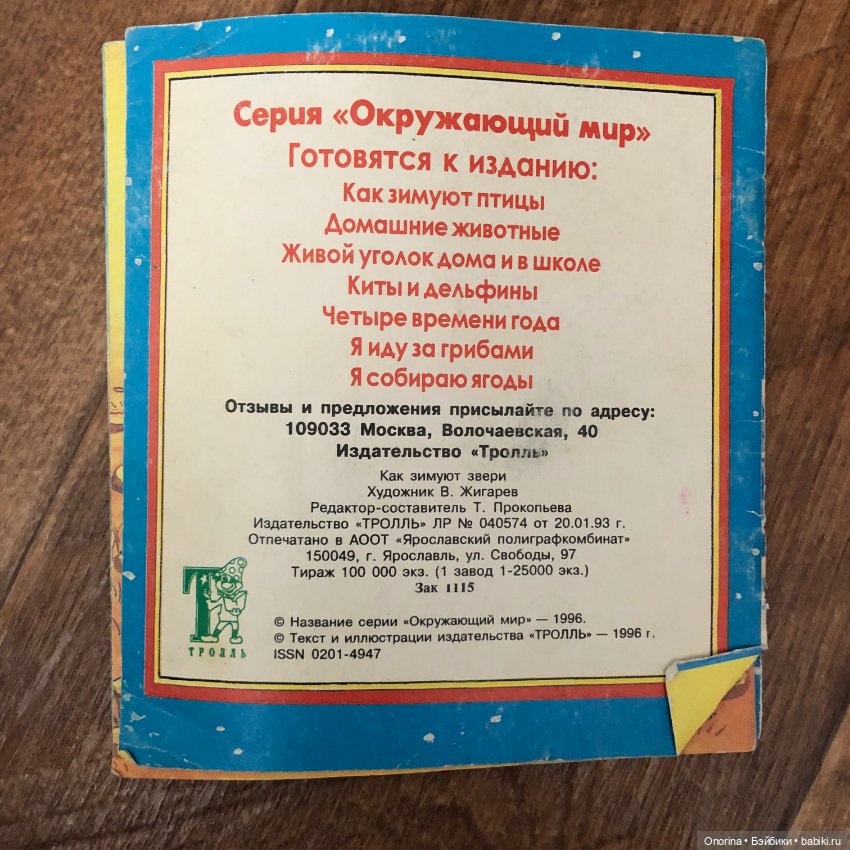 Серия «Окружающий мир»
Готовятся к изданию:
Как зимуют птицы
Домашние животные
Живой уголок дома и в школе
Киты и дельфины
Четыре времени года
Я иду за грибами
Я собираю ягоды
Отзывы и предложения присылайте по адресу:
109033 Москва, Волочаевская, 40
Издательство «Тролль»
Как зимуют звери
Художник В. Жигарев
Редактор-составитель Т. Прокопьева
Издательство «ТРОЛЛЬ» ЛР № 040574 от 20.01.93 г.
Отпечатано в АООТ «Ярославский полиграфкомбинат»
150049, г. Ярославль, ул. Свободы, 97
Тираж 100 000 экз. (1 завод 1-25000 экз.)
Зак 1115
Т
ТРОЛЛЬ
© Название серии «Окружающий мир» — 1996.
© Текст и иллюстрации издательства «ТРОЛЛЬ» — 1996 г.
ISSN 0201-4947
Onorina • Бэйбики • babiki.ru